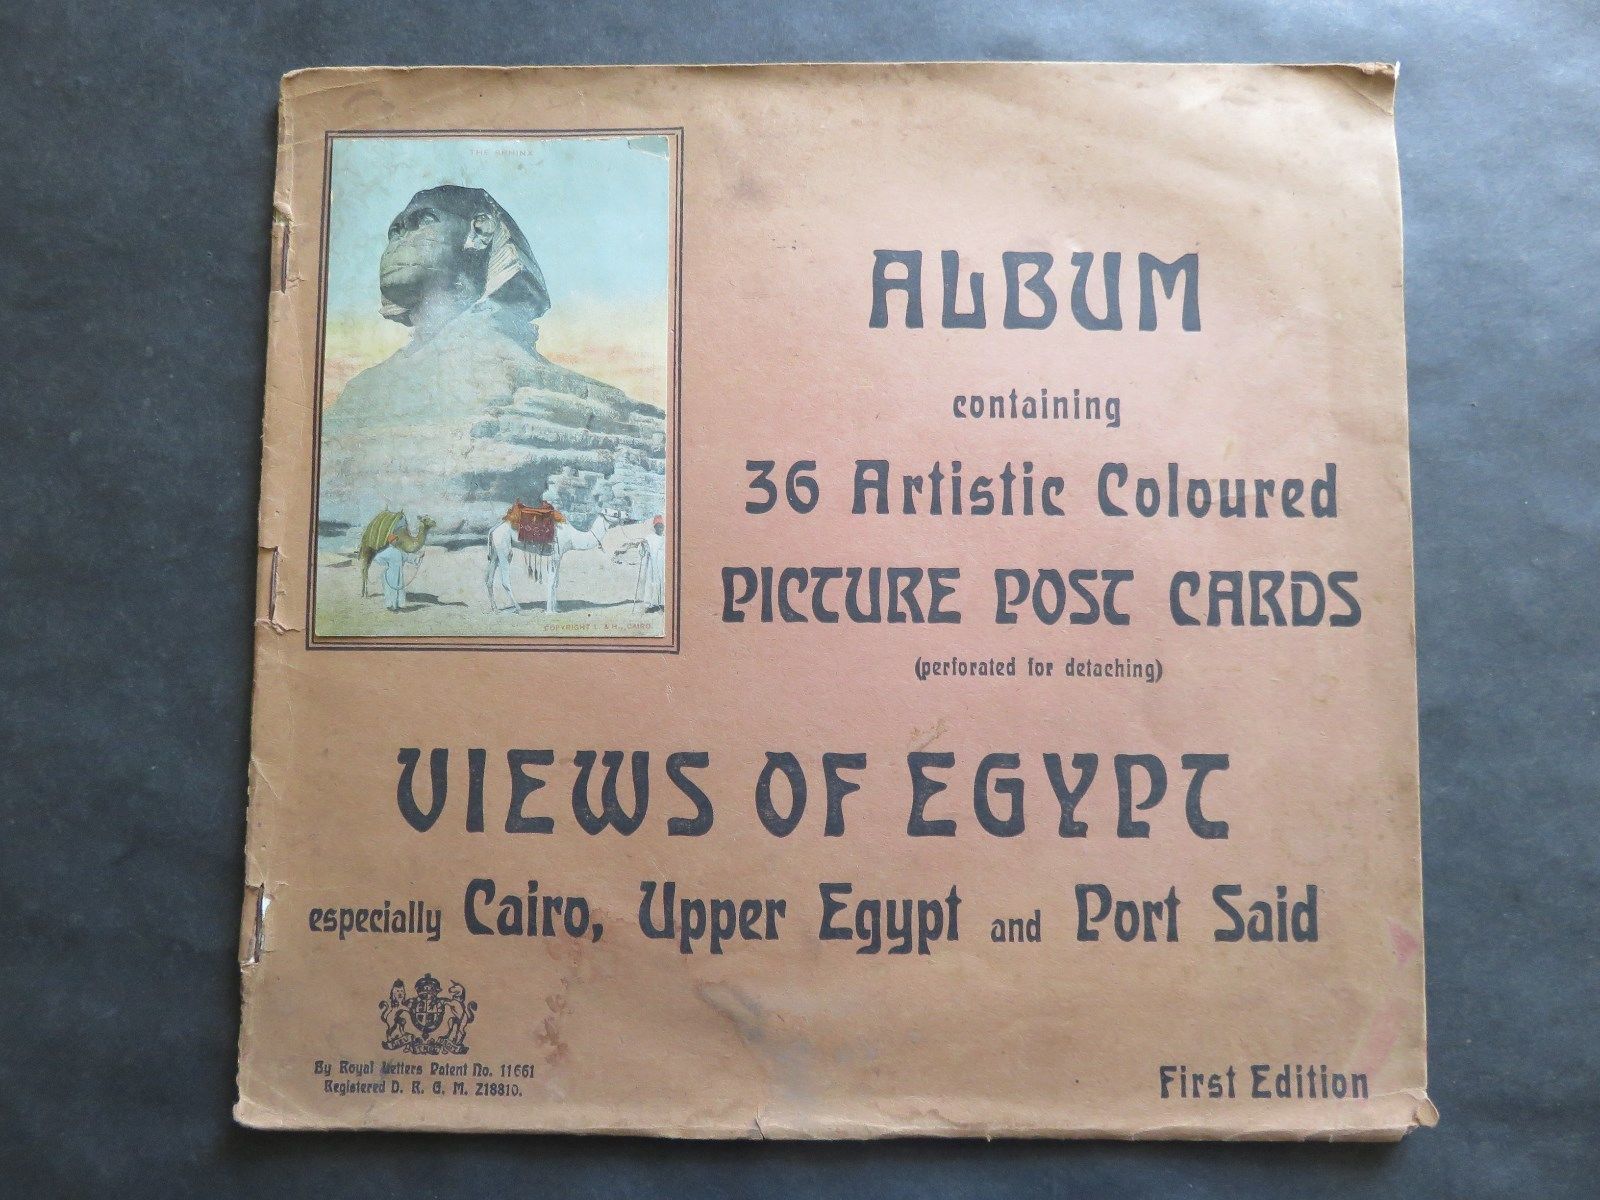 THE SPHINX
COPYRIGHT L. & H., CAIRO
ALBUM
containing
36 Artistic Coloured
PICTURE POST CARDS
(perforated for detaching)
VIEWS OF EGYPT
especially Cairo, Upper Egypt and Port Said
By Royal Letters Patent No. 11661
Registered D. R. G. M. 218810.
First Edition